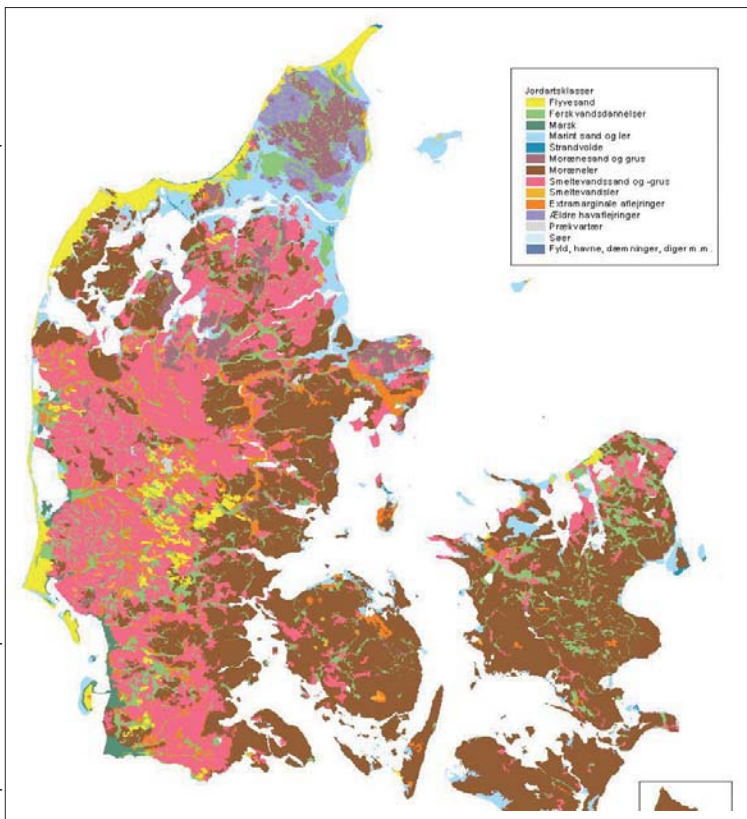 Jordartsklasser
Flyvesand
Ferskvandsdannelser
Marsk
Marint sand og ler
Strandvolde
Morænesand og grus
Moræneler
Smeltevandssand og -grus
Smeltevandsler
Extramarginale aflejringer
Ældre havaflejringer
Prækvartær
Søer
Fyld, havne, dæmninger, diger m.m.